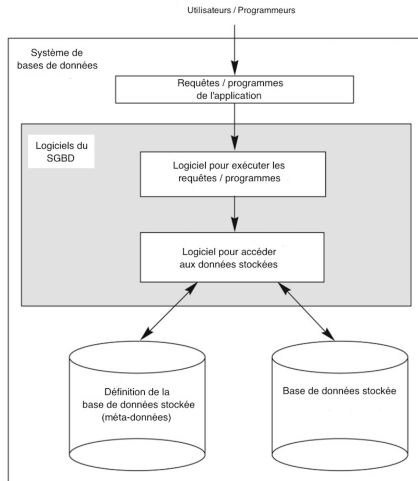 Utilisateurs / Programmeurs
Système de
bases de données
Requêtes / programmes
de l'application
Logiciels du
SGBD
Logiciel pour exécuter les
requêtes / programmes
Logiciel pour accéder
aux données stockées
Définition de la
base de données stockée
(méta-données)
Base de données stockée